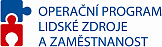 OPERAČNÍ PROGRAM
LIDSKÉ ZDROJE
A ZAMĚSTNANOST